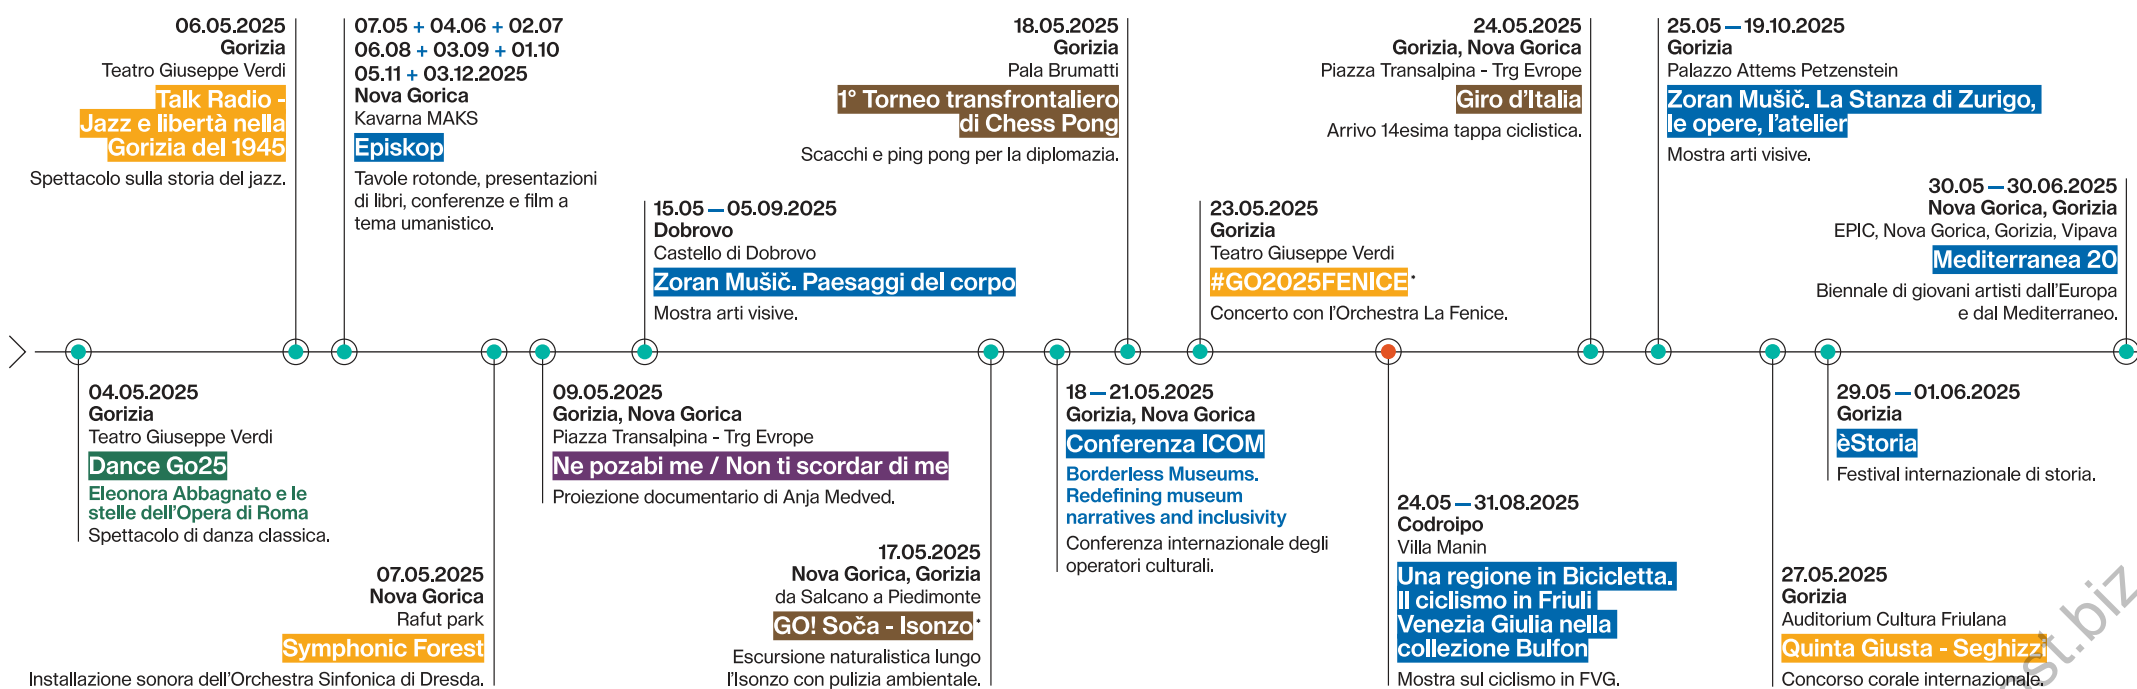 06.05.2025
Gorizia
Teatro Giuseppe Verdi
Talk Radio -
Jazz e libertà nella
Gorizia del 1945
Spettacolo sulla storia del jazz.
07.05 + 04.06 + 02.07
06.08 + 03.09 + 01.10
05.11 + 03.12.2025
Nova Gorica
Kavarna MAKS
Episkop
Tavole rotonde, presentazioni
di libri, conferenze e film a
tema umanistico.
15.05 — 05.09.2025
Dobrovo
Castello di Dobrovo
Zoran Mušič. Paesaggi del corpo
Mostra arti visive.
18.05.2025
Gorizia
Pala Brumatti
1° Torneo transfrontaliero
di Chess Pong
Scacchi e ping pong per la diplomazia.
23.05.2025
Gorizia
Teatro Giuseppe Verdi
#GO2025FENICE*
Concerto con l'Orchestra La Fenice.
24.05.2025
Gorizia, Nova Gorica
Piazza Transalpina - Trg Evrope
Giro d'Italia
Arrivo 14esima tappa ciclistica.
25.05 — 19.10.2025
Gorizia
Palazzo Attems Petzenstein
Zoran Mušič. La Stanza di Zurigo,
le opere, l'atelier
Mostra arti visive.
30.05 — 30.06.2025
Nova Gorica, Gorizia
EPIC, Nova Gorica, Gorizia, Vipava
Mediterranea 20
Biennale di giovani artisti dall'Europa
e dal Mediterraneo.
04.05.2025
Gorizia
Teatro Giuseppe Verdi
Dance Go25
Eleonora Abbagnato e le
stelle dell'Opera di Roma
Spettacolo di danza classica.
07.05.2025
Nova Gorica
Rafut park
Symphonic Forest
Installazione sonora dell'Orchestra Sinfonica di Dresda.
09.05.2025
Gorizia, Nova Gorica
Piazza Transalpina - Trg Evrope
Ne pozabi me / Non ti scordar di me
Proiezione documentario di Anja Medved.
17.05.2025
Nova Gorica, Gorizia
da Salcano a Piedimonte
GO! Soča - Isonzo*
Escursione naturalistica lungo
l'Isonzo con pulizia ambientale.
18 — 21.05.2025
Gorizia, Nova Gorica
Conferenza ICOM
Borderless Museums.
Redefining museum
narratives and inclusivity
Conferenza internazionale degli
operatori culturali.
24.05 — 31.08.2025
Codroipo
Villa Manin
Una regione in Bicicletta.
Il ciclismo in Friuli
Venezia Giulia nella
collezione Bulfon
Mostra sul ciclismo in FVG.
27.05.2025
Gorizia
Auditorium Cultura Friulana
Quinta Giusta - Seghizzi
Concorso corale internazionale.
29.05 — 01.06.2025
Gorizia
èStoria
Festival internazionale di storia.